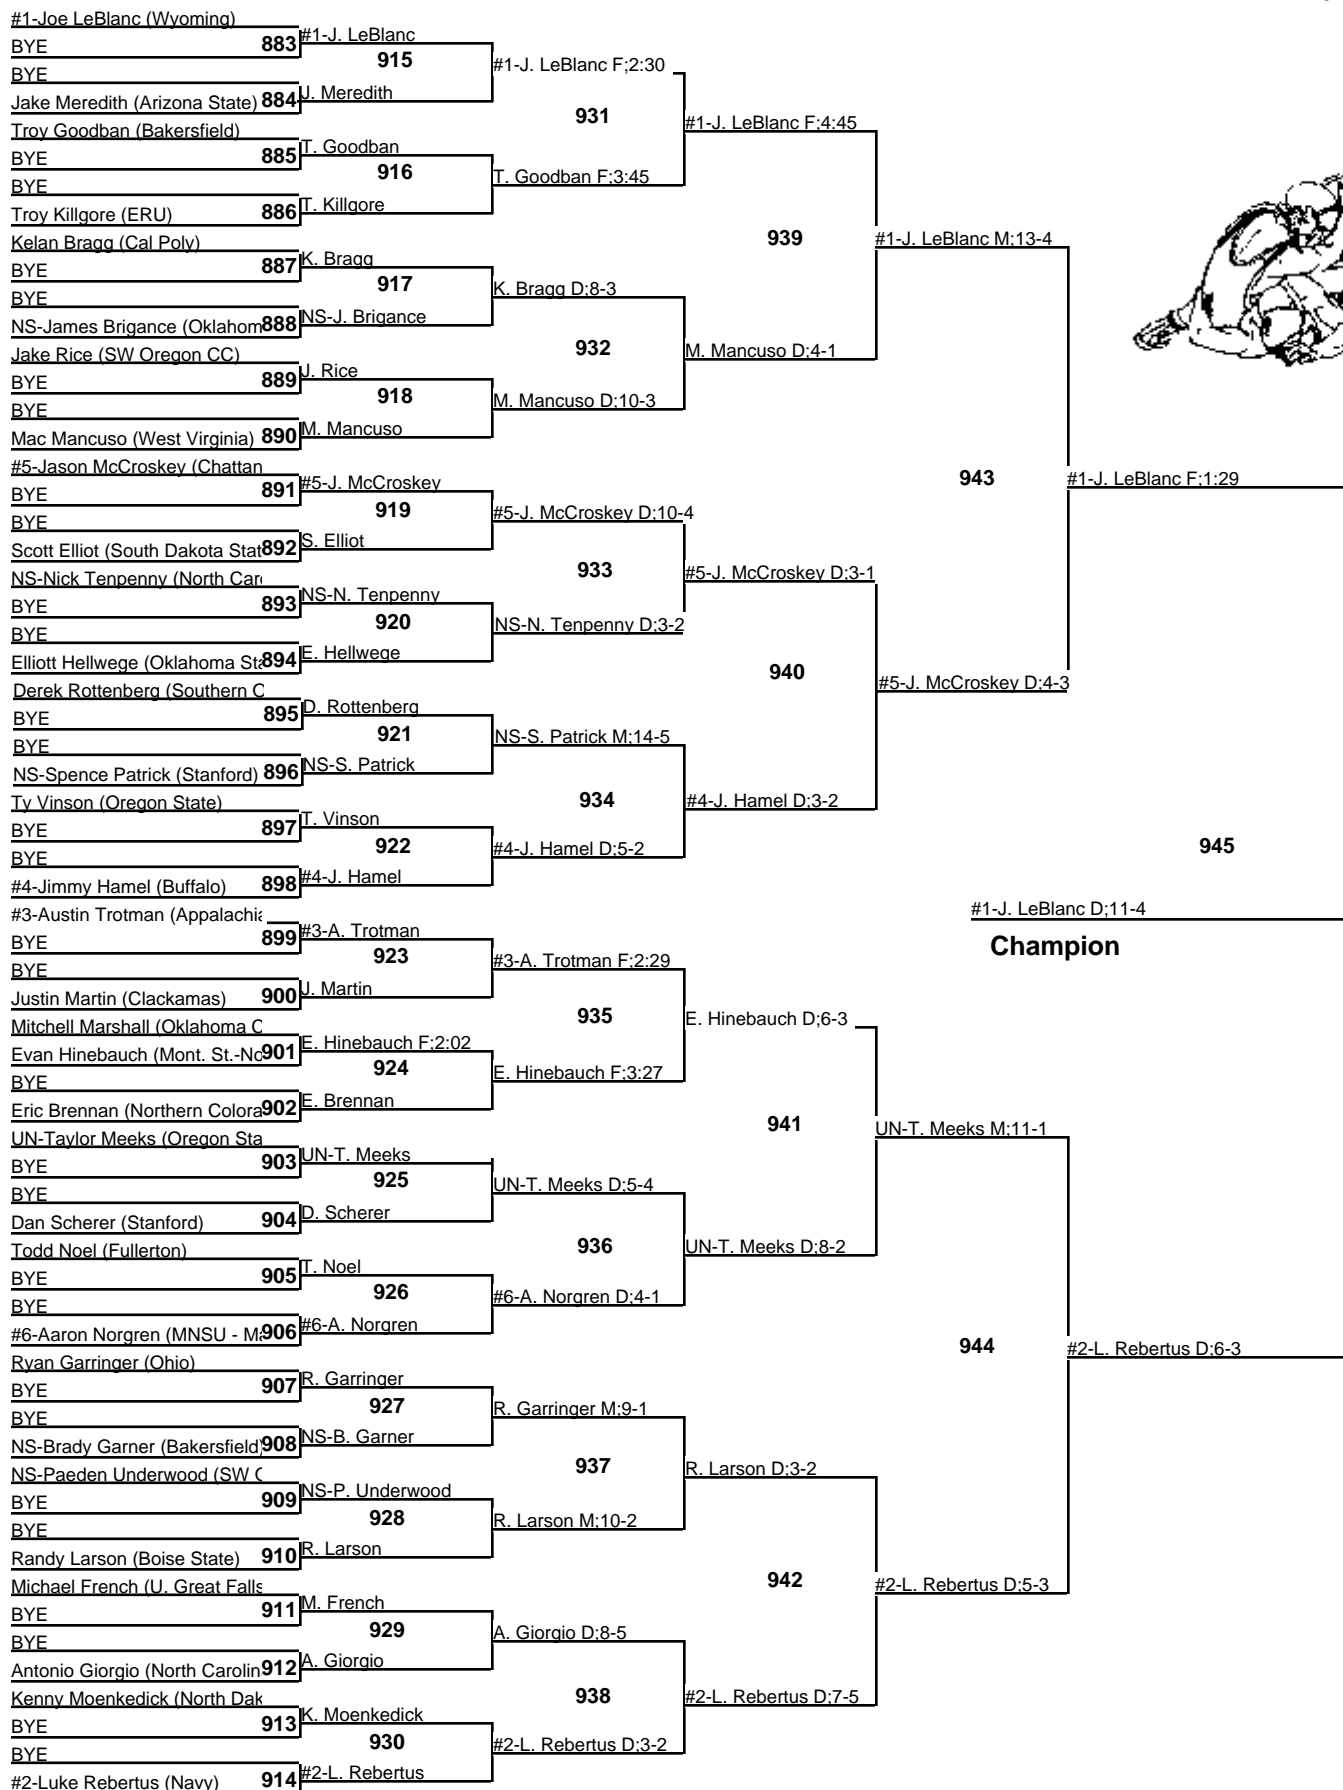 #1-Joe LeBlanc (Wyoming)
BYE
883
BYE
Jake Meredith (Arizona State)
884
Troy Goodban (Bakersfield)
BYE
885
BYE
Troy Killgore (ERU)
886
Kelan Bragg (Cal Poly)
BYE
887
BYE
NS-James Brigance (Oklahom
888
Jake Rice (SW Oregon CC)
BYE
889
BYE
Mac Mancuso (West Virginia)
890
#5-Jason McCroskey (Chattan
BYE
891
BYE
Scott Elliot (South Dakota Stat
892
NS-Nick Tenpenny (North Car
BYE
893
BYE
Elliott Hellwege (Oklahoma Sta
894
Derek Rottenberg (Southern C
BYE
895
BYE
NS-Spence Patrick (Stanford)
896
Ty Vinson (Oregon State)
BYE
897
BYE
#4-Jimmy Hamel (Buffalo)
898
#3-Austin Trotman (Appalachia
BYE
899
BYE
Justin Martin (Clackamas)
900
Mitchell Marshall (Oklahoma C
Evan Hinebauch (Mont. St.-No
901
BYE
Eric Brennan (Northern Colora
902
UN-Taylor Meeks (Oregon Sta
BYE
903
BYE
Dan Scherer (Stanford)
904
Todd Noel (Fullerton)
BYE
905
BYE
#6-Aaron Norgren (MNSU - Ma
906
Ryan Garringer (Ohio)
BYE
907
BYE
NS-Brady Garner (Bakersfield)
908
NS-Paeden Underwood (SW O
BYE
909
BYE
Randy Larson (Boise State)
910
Michael French (U. Great Falls
BYE
911
BYE
Antonio Giorgio (North Carolin
912
Kenny Moenkedick (North Dak
BYE
913
BYE
#2-Luke Rebertus (Navy)
914
#1-J. LeBlanc
915
J. Meredith
T. Goodban
916
T. Killgore
K. Bragg
917
NS-J. Brigance
J. Rice
918
M. Mancuso
#5-J. McCroskey
919
S. Elliot
NS-N. Tenpenny
920
E. Hellwege
D. Rottenberg
921
NS-S. Patrick
T. Vinson
922
#4-J. Hamel
#3-A. Trotman
923
J. Martin
E. Hinebauch F;2:02
924
E. Brennan
UN-T. Meeks
925
D. Scherer
T. Noel
926
#6-A. Norgren
R. Garringer
927
NS-B. Garner
NS-P. Underwood
928
R. Larson
M. French
929
A. Giorgio
K. Moenkedick
930
#2-L. Rebertus
#1-J. LeBlanc F;2:30
931
T. Goodban F;3:45
K. Bragg D;8-3
932
M. Mancuso D;10-3
#5-J. McCroskey D;10-4
933
NS-N. Tenpenny D;3-2
NS-S. Patrick M;14-5
934
#4-J. Hamel D;5-2
#3-A. Trotman F;2:29
935
E. Hinebauch F;3:27
UN-T. Meeks D;5-4
936
#6-A. Norgren D;4-1
R. Garringer M;9-1
937
R. Larson M;10-2
A. Giorgio D;8-5
938
#2-L. Rebertus D;3-2
#1-J. LeBlanc F;4:45
939
M. Mancuso D;4-1
#5-J. McCroskey D;3-1
940
#4-J. Hamel D;3-2
E. Hinebauch D;6-3
941
UN-T. Meeks D;8-2
R. Larson D;3-2
942
#2-L. Rebertus D;7-5
#1-J. LeBlanc M;13-4
943
#5-J. McCroskey D;4-3
UN-T. Meeks M;11-1
944
#2-L. Rebertus D;5-3
#1-J. LeBlanc F;1:29
945
#2-L. Rebertus D;6-3
#1-J. LeBlanc D;11-4
Champion